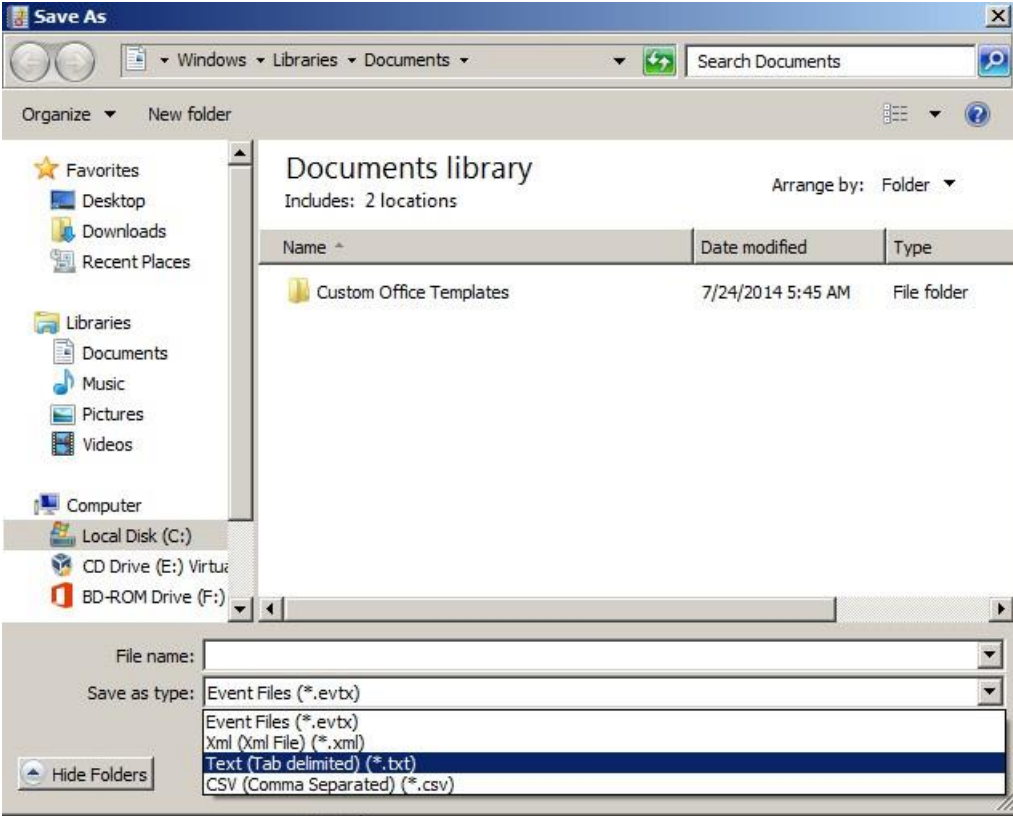 Save As
Windows Libraries Documents
Search Documents
Organize New folder
Favorites
Desktop
Downloads
Recent Places
Libraries
Documents
Music
Pictures
Videos
Computer
Local Disk (C:)
CD Drive (E:) Virtua
BD-ROM Drive (F:)
Documents library
Includes: 2 locations
Arrange by: Folder
Name Date modified Type
Custom Office Templates 7/24/2014 5:45 AM File folder
File name:
Save as type: Event Files (*.evtx)
Event Files (*.evtx)
Xml (Xml File) (*.xml)
Text (Tab delimited) (*.txt)
CSV (Comma Separated) (*.csv)
Hide Folders